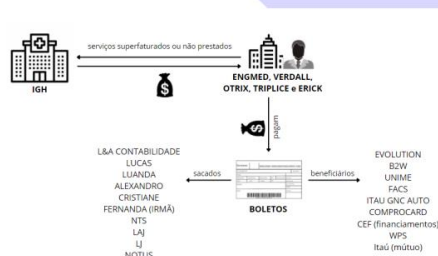 serviços superfaturados ou não prestados
IGH
ENGMED, VERDALL,
OTRIX, TRIPLICE e ERICK
pagam
L&A CONTABILIDADE
LUCAS
LUANDA
ALEXANDRO
CRISTIANE
FERNANDA (IRMÃ)
NTS
LAJ
LJ
NOTUS
sacados
BOLETOS
beneficiários
EVOLUTION
B2W
UNIME
FACS
ITAU GNC AUTO
COMPROCARD
CEF (financiamentos)
WPS
Itaú (mútuo)